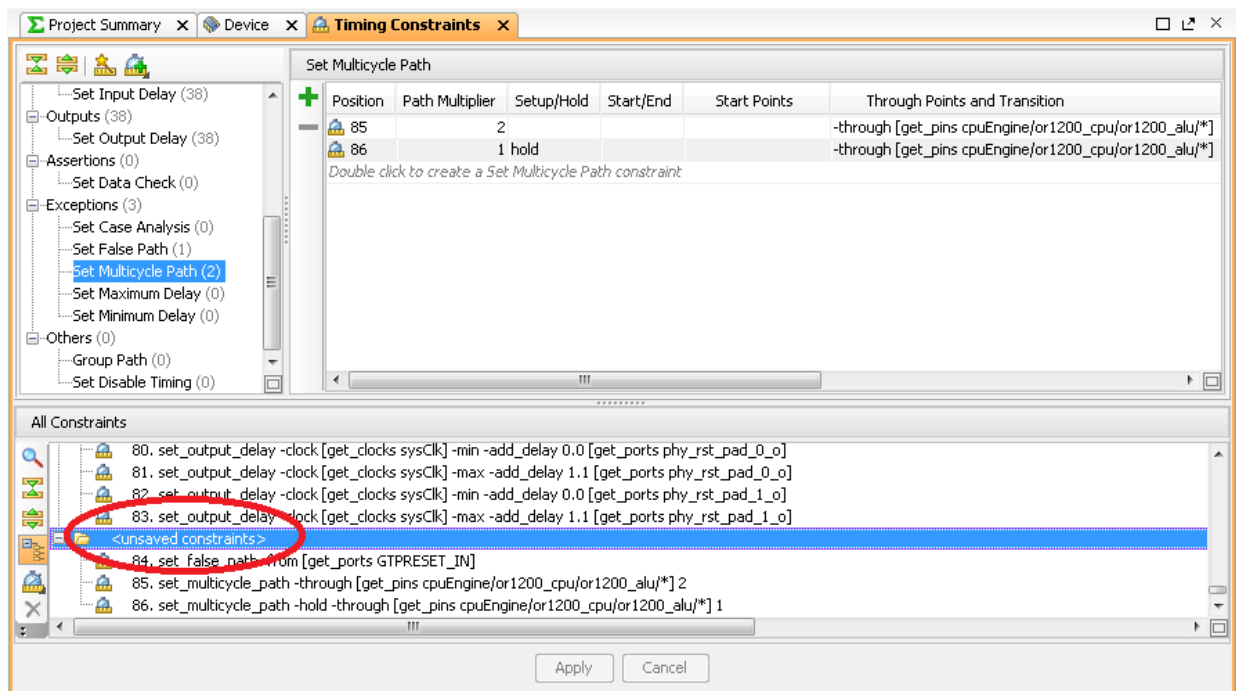 Project Summary Device Timing Constraints
Set Multicycle Path
Set Input Delay (38)
Outputs (38)
Set Output Delay (38)
Assertions (0)
Set Data Check (0)
Exceptions (3)
Set Case Analysis (0)
Set False Path (1)
Set Multicycle Path (2)
Set Maximum Delay (0)
Set Minimum Delay (0)
Others (0)
Group Path (0)
Set Disable Timing (0)
Position Path Multiplier Setup/Hold Start/End Start Points Through Points and Transition
85 2 -through [get_pins cpuEngine/or1200_cpu/or1200_alu/*]
86 1 hold -through [get_pins cpuEngine/or1200_cpu/or1200_alu/*]
Double click to create a Set Multicycle Path constraint
All Constraints
80. set_output_delay -clock [get_clocks sysClk] -min -add_delay 0.0 [get_ports phy_rst_pad_0_o]
81. set_output_delay -clock [get_clocks sysClk] -max -add_delay 1.1 [get_ports phy_rst_pad_0_o]
82. set_output_delay -clock [get_clocks sysClk] -min -add_delay 0.0 [get_ports phy_rst_pad_1_o]
83. set_output_delay -clock [get_clocks sysClk] -max -add_delay 1.1 [get_ports phy_rst_pad_1_o]
<unsaved constraints>
84. set_false_path -from [get_ports GTPRESET_IN]
85. set_multicycle_path -through [get_pins cpuEngine/or1200_cpu/or1200_alu/*] 2
86. set_multicycle_path -hold -through [get_pins cpuEngine/or1200_cpu/or1200_alu/*] 1
Apply Cancel